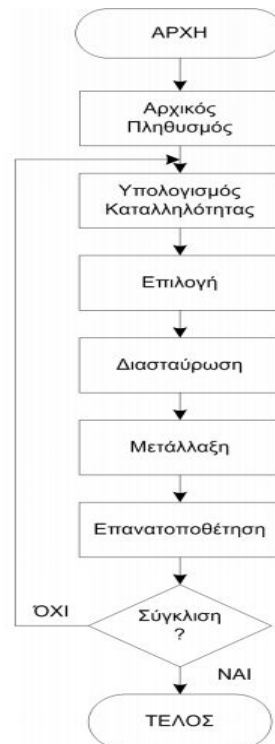 ΑΡΧΗ
Αρχικός
Πληθυσμός
Υπολογισμός
Καταλληλότητας
Επιλογή
Διασταύρωση
Μετάλλαξη
Επανατοποθέτηση
Σύγκλιση
?
ΌΧΙ
ΝΑΙ
ΤΕΛΟΣ